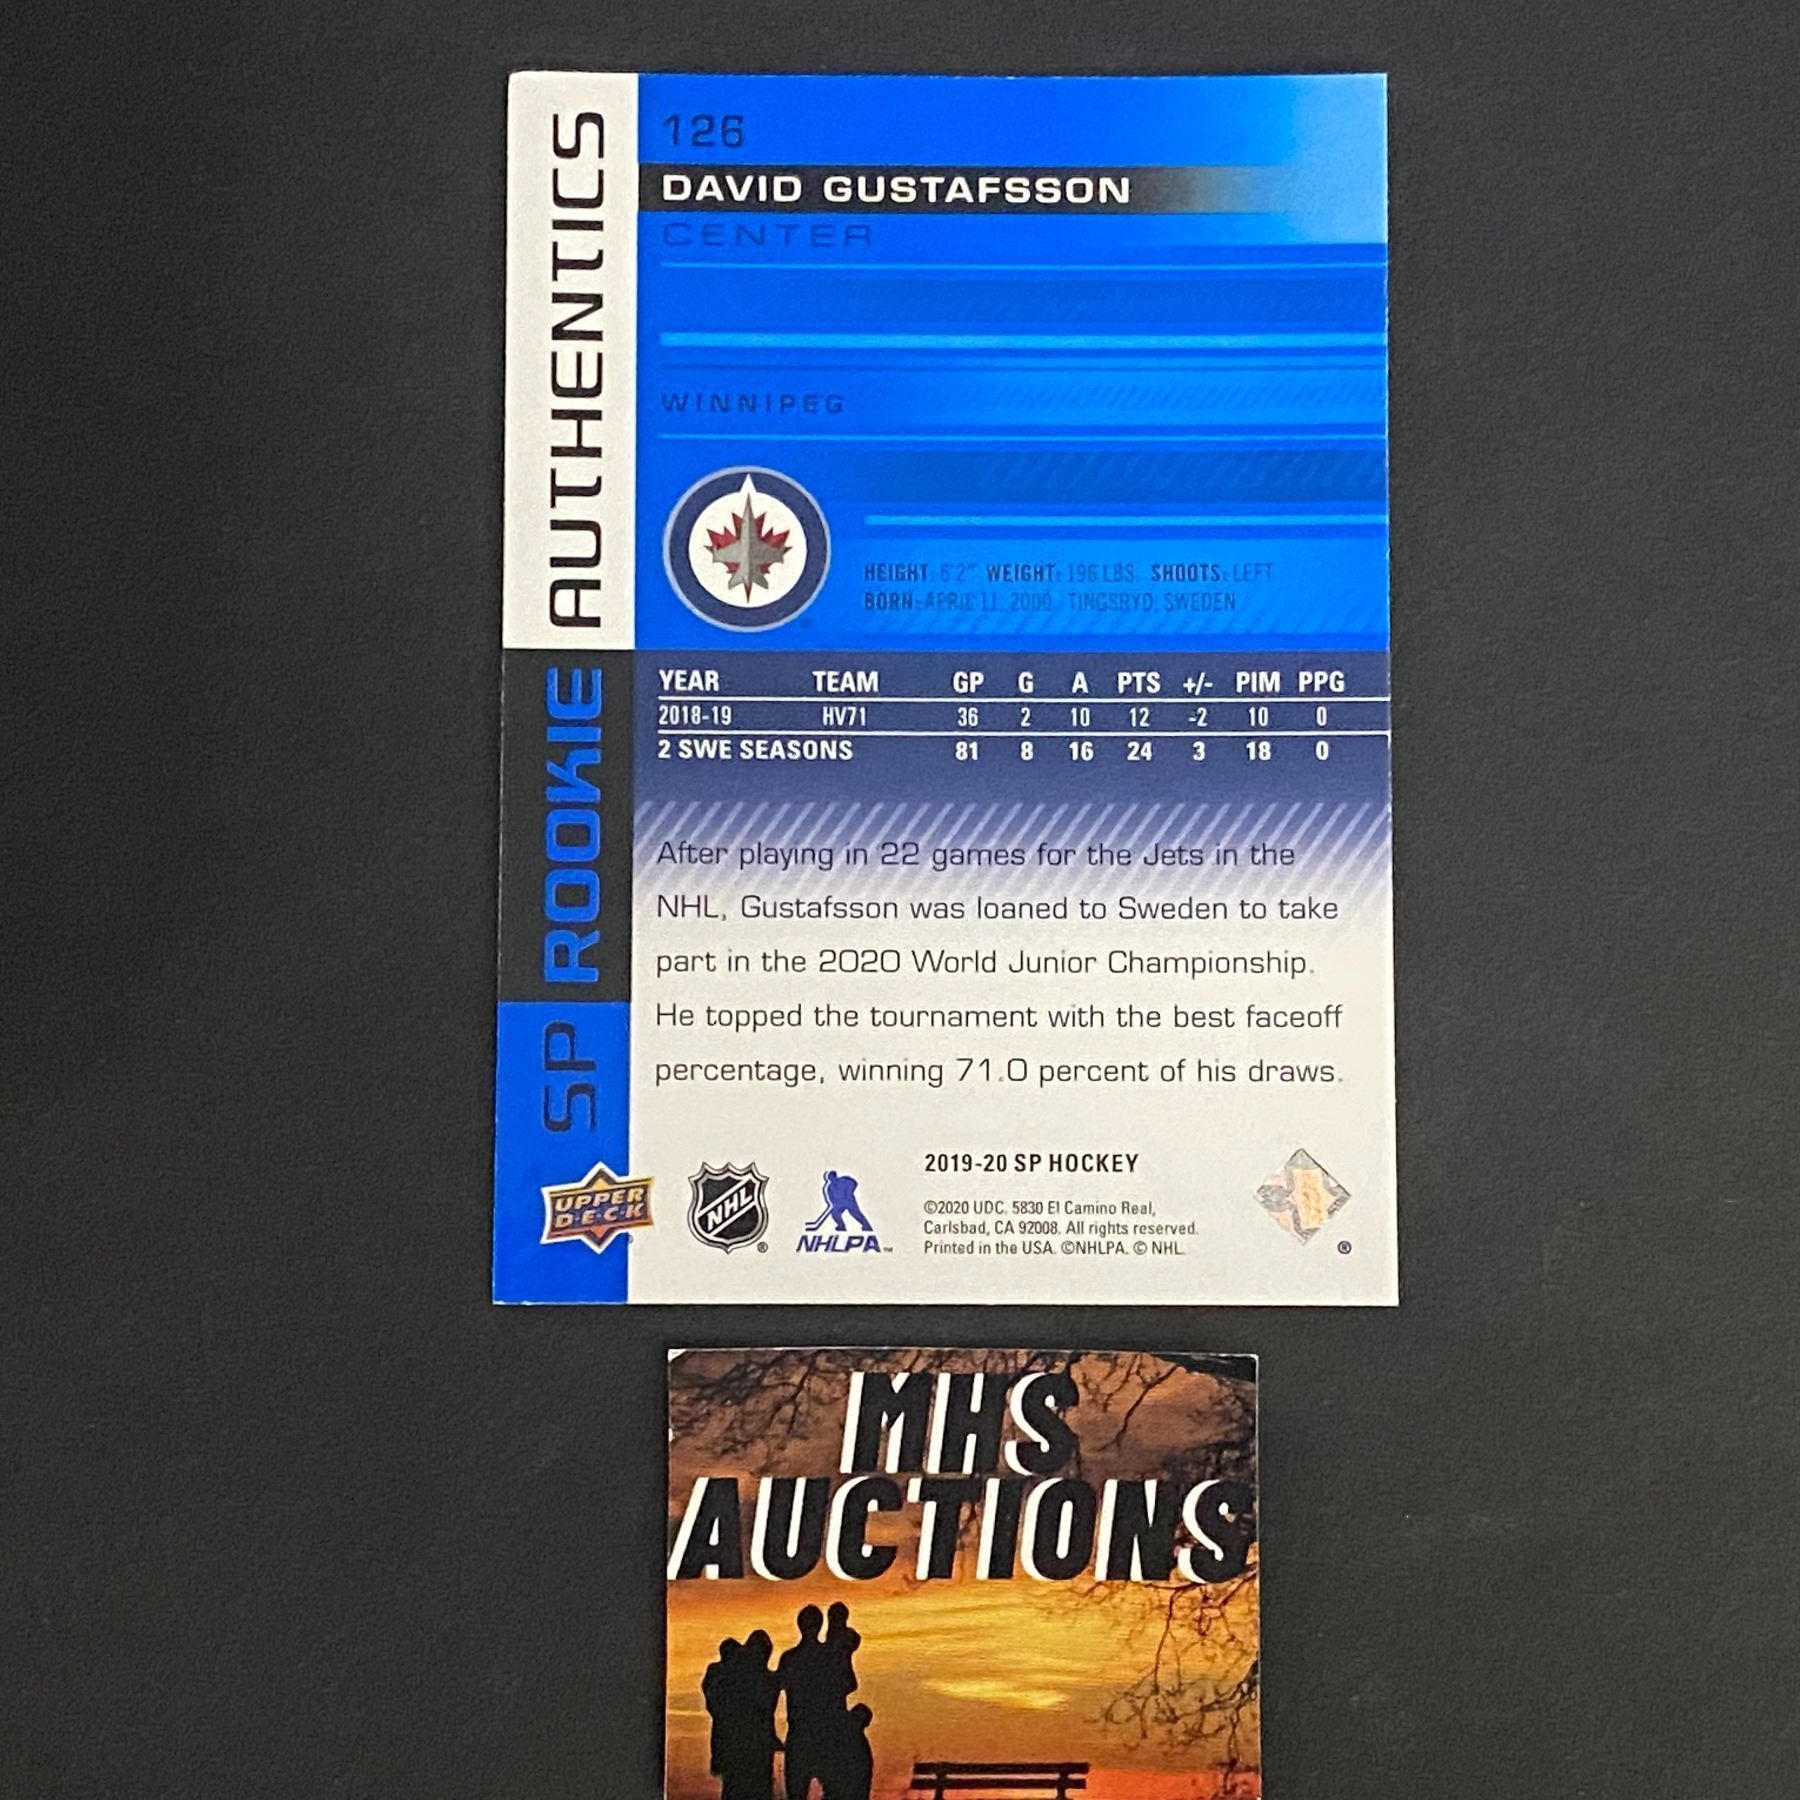 126
DAVID GUSTAFSSON
CENTER
WINNIPEG
HEIGHT: 6'2" WEIGHT: 196 LBS. SHOOTS: LEFT
BORN: APRIL 11, 2000 TINGSRYD, SWEDEN
SP ROOKIE AUTHENTICS
YEAR TEAM GP G A PTS +/- PIM PPG
2018-19 HV71 36 2 10 12 -2 10 0
2 SWE SEASONS 81 8 16 24 3 18 0
After playing in 22 games for the Jets in the
NHL, Gustafsson was loaned to Sweden to take
part in the 2020 World Junior Championship.
He topped the tournament with the best faceoff
percentage, winning 71.0 percent of his draws.
UPPER
D·E·C·K
NHL ®
NHLPA™
2019-20 SP HOCKEY
©2020 UDC. 5830 El Camino Real,
Carlsbad, CA 92008. All rights reserved.
Printed in the USA. ©NHLPA. © NHL.
®
MHS
AUCTIONS